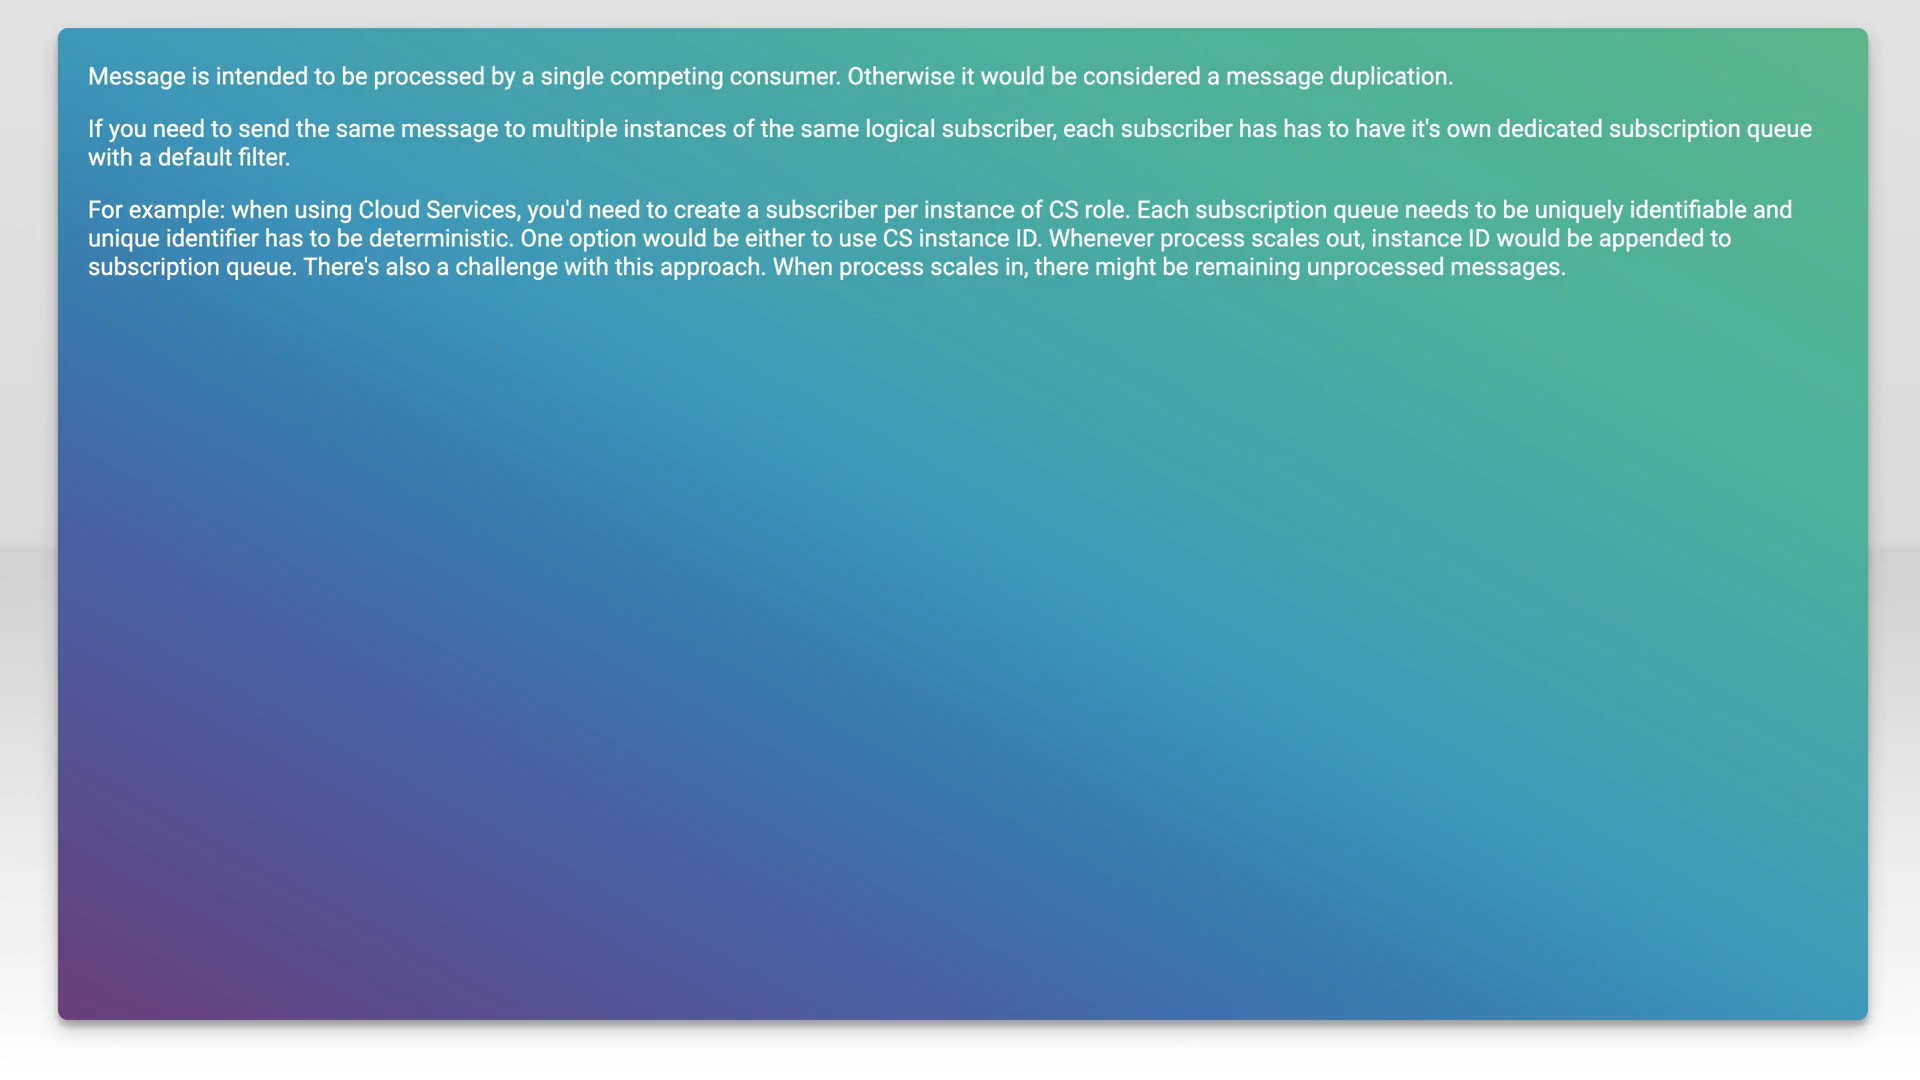 Message is intended to be processed by a single competing consumer. Otherwise it would be considered a message duplication.
If you need to send the same message to multiple instances of the same logical subscriber, each subscriber has has to have it's own dedicated subscription queue
with a default filter.
For example: when using Cloud Services, you'd need to create a subscriber per instance of CS role. Each subscription queue needs to be uniquely identifiable and
unique identifier has to be deterministic. One option would be either to use CS instance ID. Whenever process scales out, instance ID would be appended to
subscription queue. There's also a challenge with this approach. When process scales in, there might be remaining unprocessed messages.